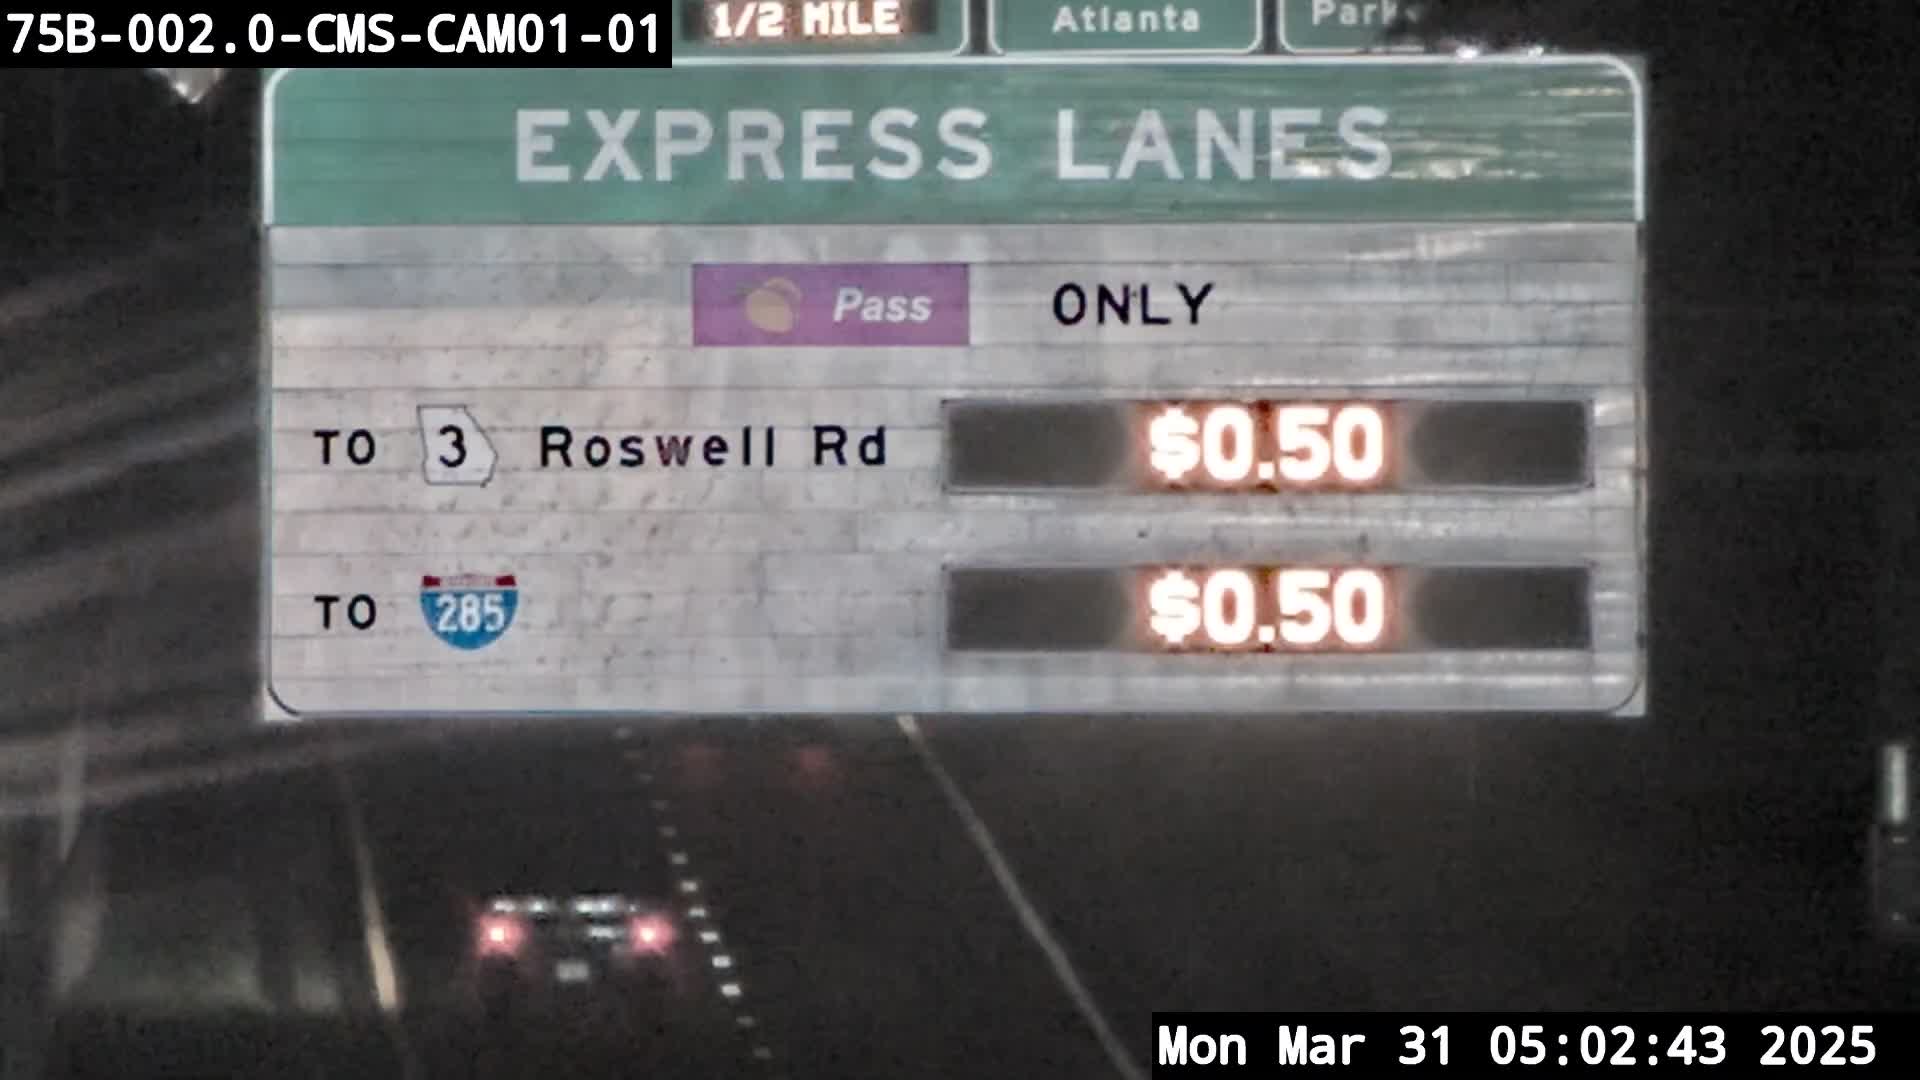 75B-002.0-CMS-CAM01-01
1/2 MILE
Atlanta
EXPRESS LANES
Pass ONLY
TO 3 Roswell Rd $0.50
TO 285 $0.50
Mon Mar 31 05:02:43 2025